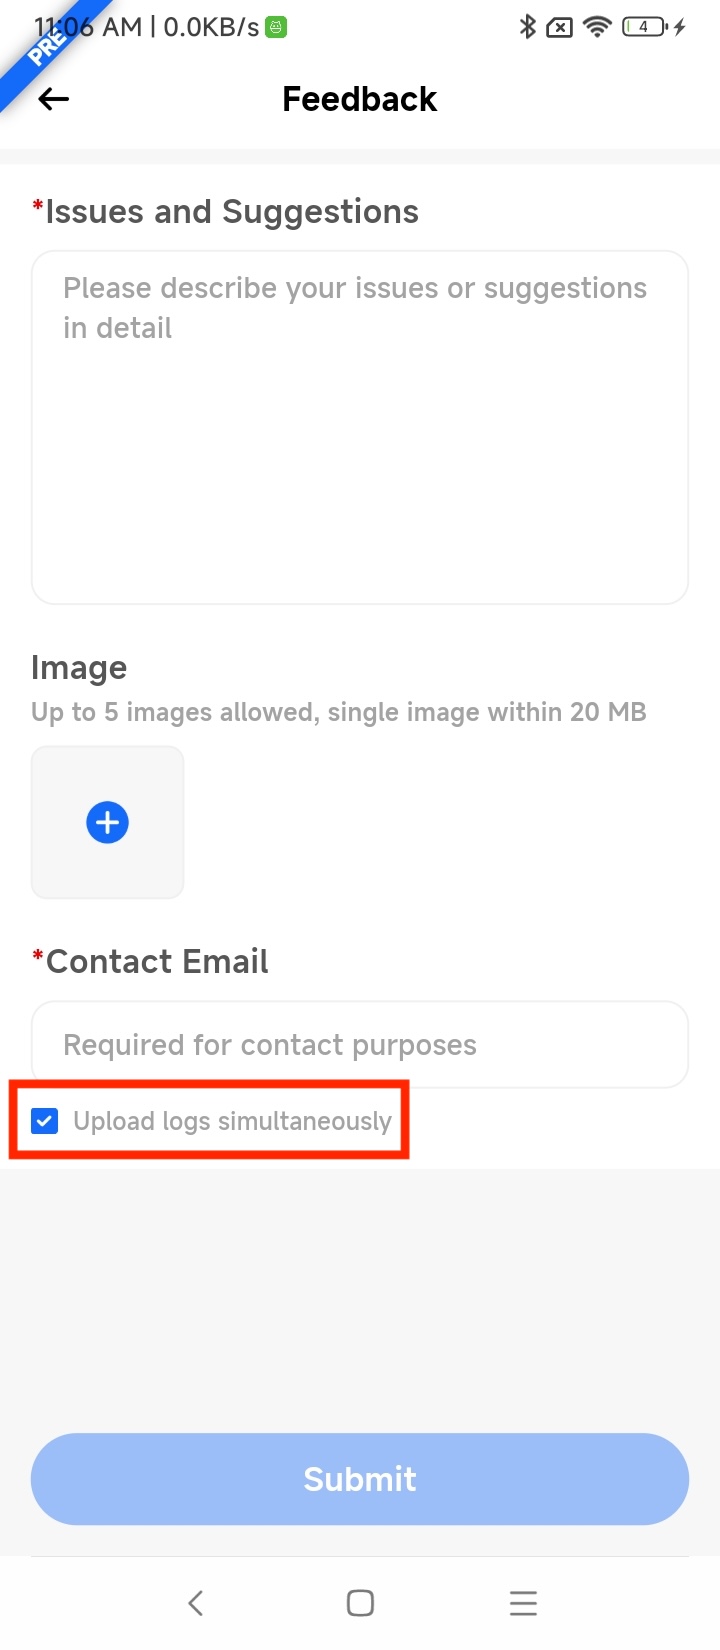 11:06 AM | 0.0KB/s
4
PRE
Feedback
*Issues and Suggestions
Please describe your issues or suggestions
in detail
Image
Up to 5 images allowed, single image within 20 MB
*Contact Email
Required for contact purposes
Upload logs simultaneously
Submit